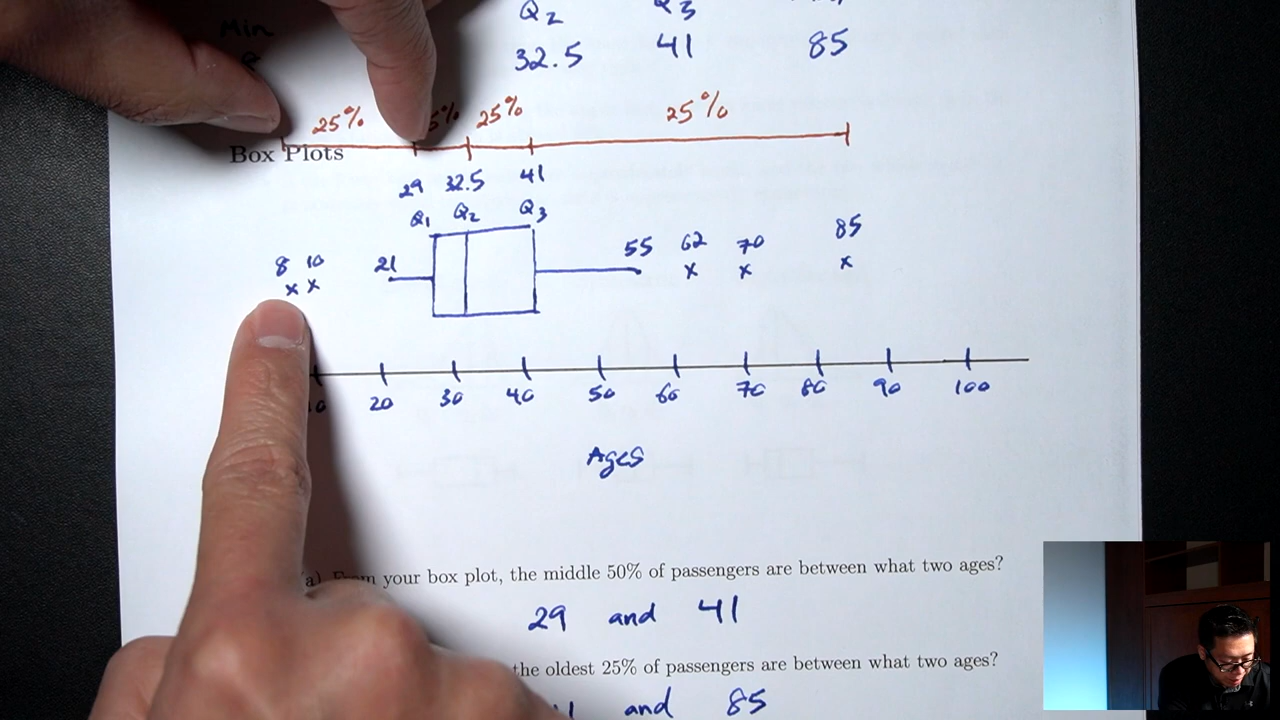 Min Q2 Q3
32.5 41 85
25% 5% 25% 25%
Box Plots
29 32.5 41
Q1 Q2 Q3
8 10 21 55 62 70 85
x x x x x
20 30 40 50 60 70 80 90 100
Ages
your box plot, the middle 50% of passengers are between what two ages?
29 and 41
the oldest 25% of passengers are between what two ages?
and 85